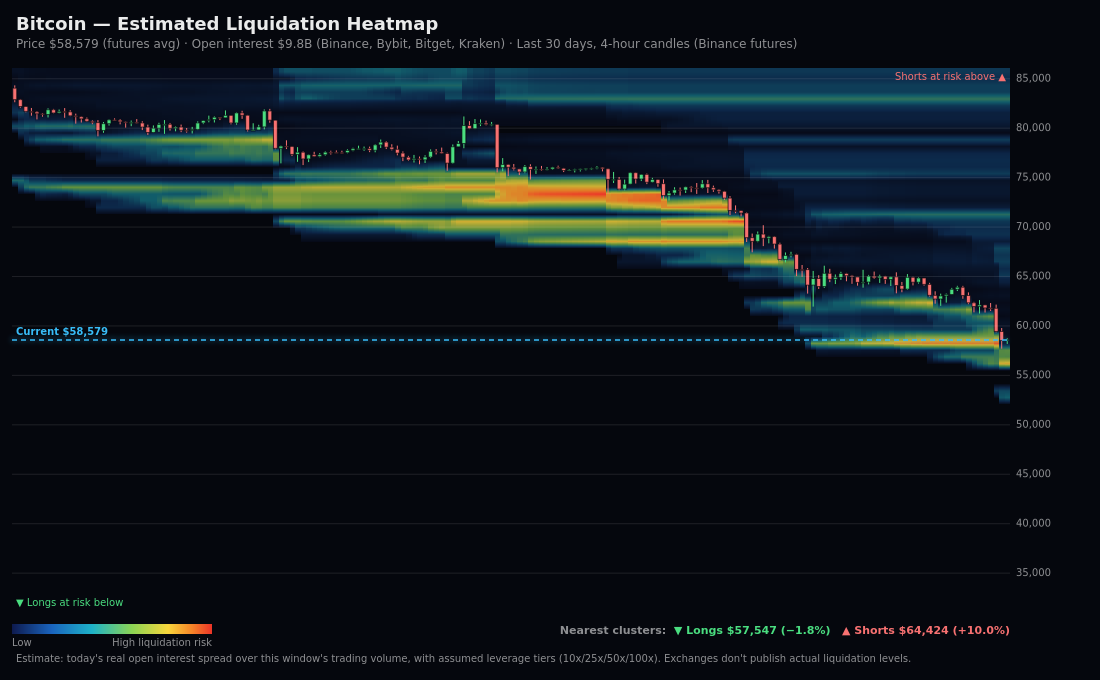 Bitcoin — Estimated Liquidation Heatmap
Price $58,579 (futures avg) · Open interest $9.8B (Binance, Bybit, Bitget, Kraken) · Last 30 days, 4-hour candles (Binance futures)
Shorts at risk above ▲
85,000
80,000
75,000
70,000
65,000
60,000
Current $58,579
55,000
50,000
45,000
40,000
35,000
▼ Longs at risk below
Low High liquidation risk
Nearest clusters: ▼ Longs $57,547 (−1.8%) ▲ Shorts $64,424 (+10.0%)
Estimate: today's real open interest spread over this window's trading volume, with assumed leverage tiers (10x/25x/50x/100x). Exchanges don't publish actual liquidation levels.